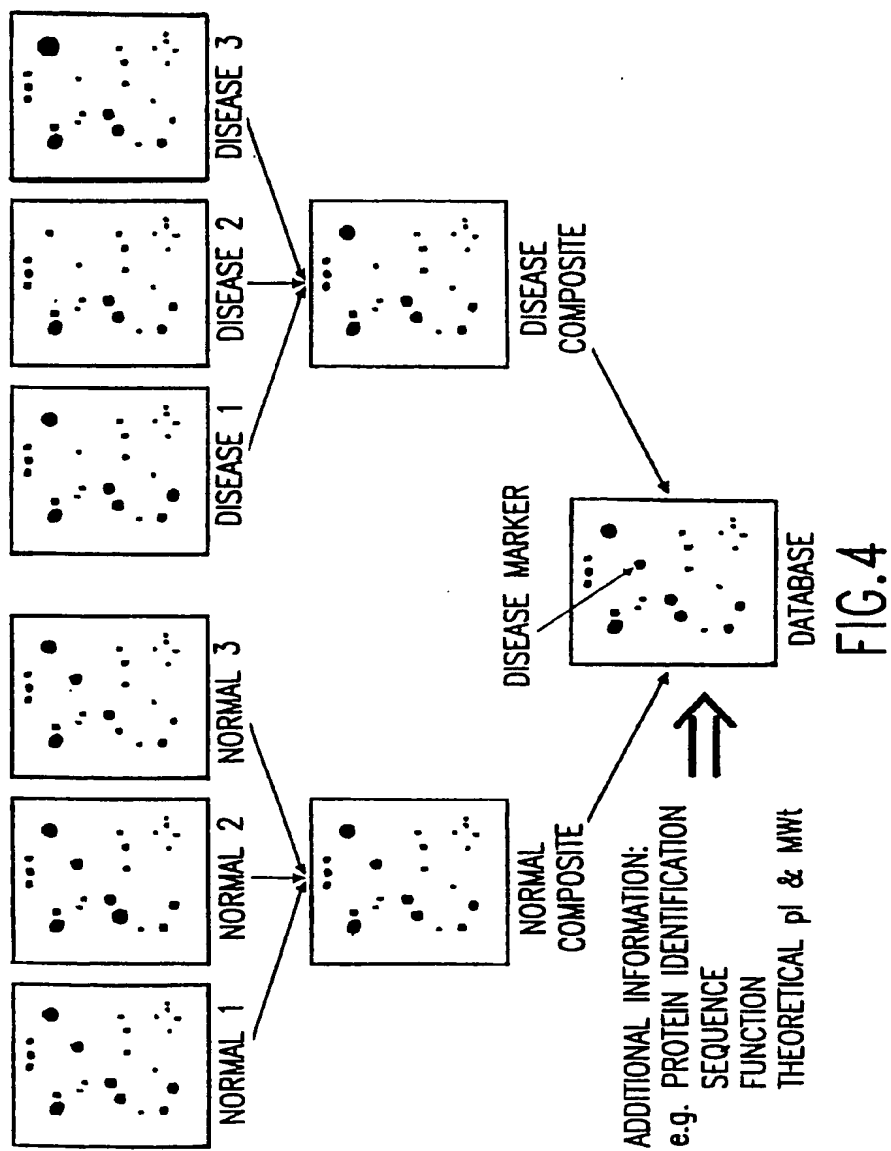 NORMAL 1
NORMAL 2
NORMAL 3
DISEASE 1
DISEASE 2
DISEASE 3
NORMAL
COMPOSITE
DISEASE
COMPOSITE
DISEASE MARKER
ADDITIONAL INFORMATION:
e.g. PROTEIN IDENTIFICATION
SEQUENCE
FUNCTION
THEORETICAL pI & MWt
DATABASE
FIG.4